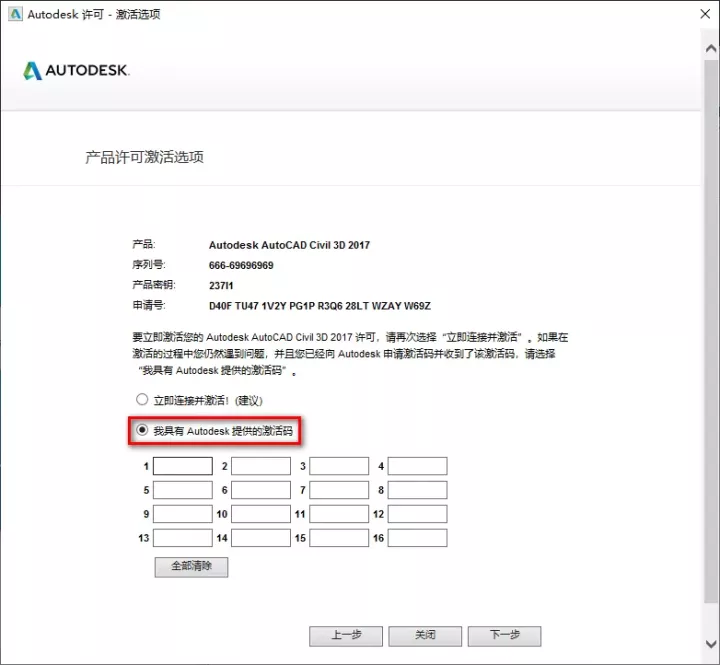 Autodesk 许可 - 激活选项
AUTODESK.
产品许可激活选项
产品: Autodesk AutoCAD Civil 3D 2017
序列号: 666-69696969
产品密钥: 237I1
申请号: D40F TU47 1V2Y PG1P R3Q6 28LT WZAY W69Z
要立即激活您的 Autodesk AutoCAD Civil 3D 2017 许可，请再次选择“立即连接并激活”。如果在
激活的过程中您仍然遇到问题，并且您已经向 Autodesk 申请激活码并收到了该激活码，请选择
“我具有 Autodesk 提供的激活码”。
立即连接并激活! (建议)
我具有 Autodesk 提供的激活码
1 2 3 4
5 6 7 8
9 10 11 12
13 14 15 16
全部清除
上一步 关闭 下一步